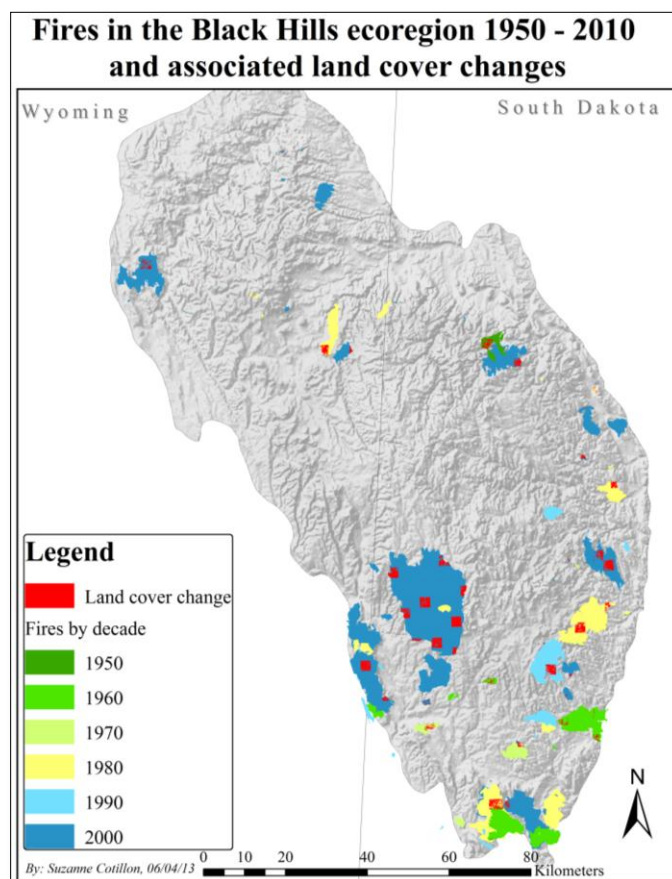 Fires in the Black Hills ecoregion 1950 - 2010
and associated land cover changes
Wyoming
South Dakota
Legend
Land cover change
Fires by decade
1950
1960
1970
1980
1990
2000
N
By: Suzanne Cotillon, 06/04/13
0 10 20 40 60 80
Kilometers